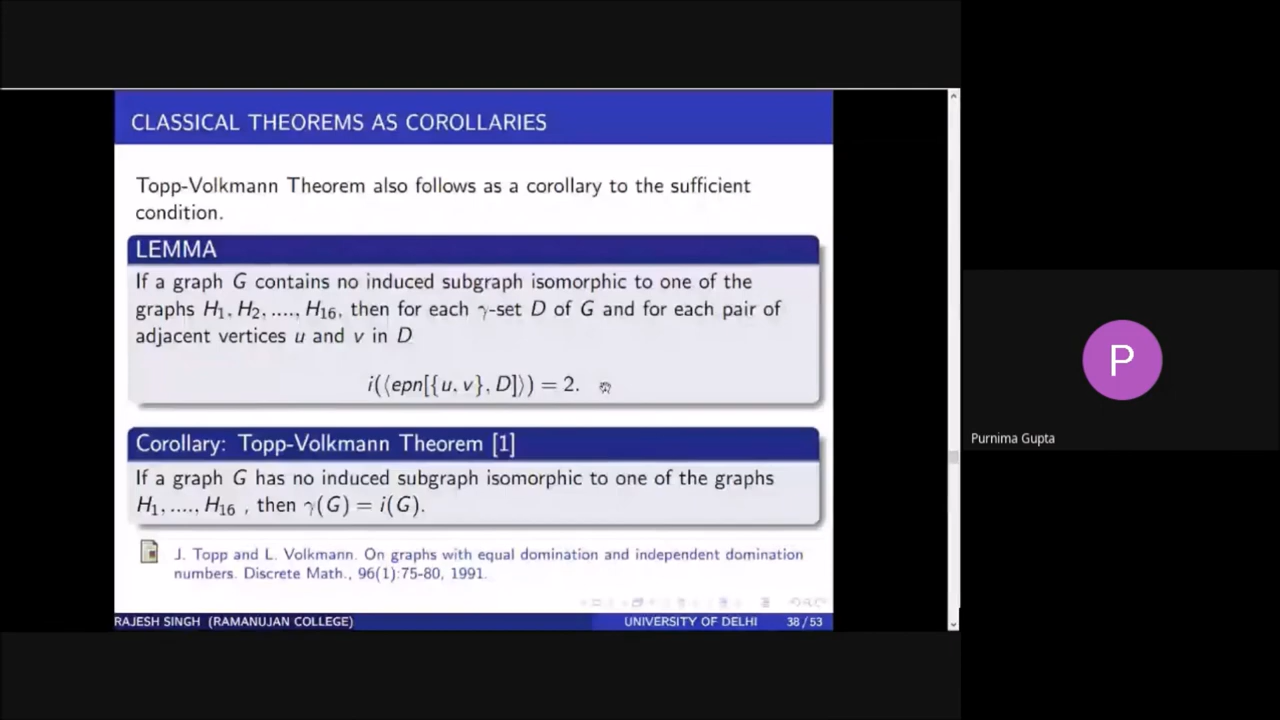 CLASSICAL THEOREMS AS COROLLARIES
Topp-Volkmann Theorem also follows as a corollary to the sufficient
condition.
LEMMA
If a graph G contains no induced subgraph isomorphic to one of the
graphs H₁, H₂, ...., H₁₆, then for each γ-set D of G and for each pair of
adjacent vertices u and v in D
i(⟨epn[{u, v}, D]⟩) = 2.
Corollary: Topp-Volkmann Theorem [1]
If a graph G has no induced subgraph isomorphic to one of the graphs
H₁, ...., H₁₆ , then γ(G) = i(G).
J. Topp and L. Volkmann. On graphs with equal domination and independent domination
numbers. Discrete Math., 96(1):75-80, 1991.
RAJESH SINGH (RAMANUJAN COLLEGE) UNIVERSITY OF DELHI 38 / 53
P
Purnima Gupta